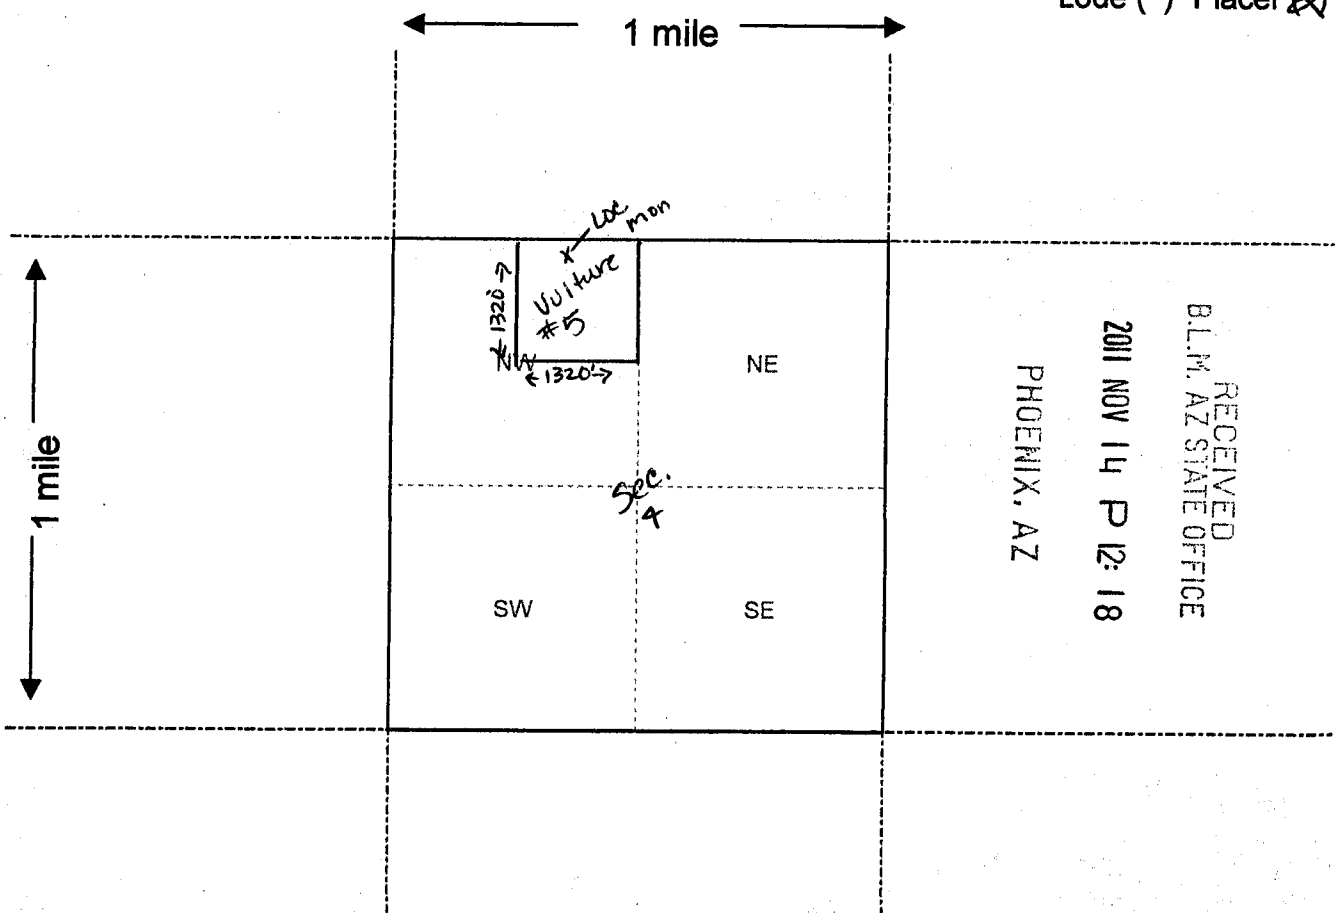 Lode ( ) Placer (X)
1 mile
Loc
mon
X
←1320'→
Vulture
#5
NW
←1320'→
NE
1 mile
Sec.
4
SW
SE
RECEIVED
B.L.M. AZ STATE OFFICE
2011 NOV 14 P 12:18
PHOENIX, AZ